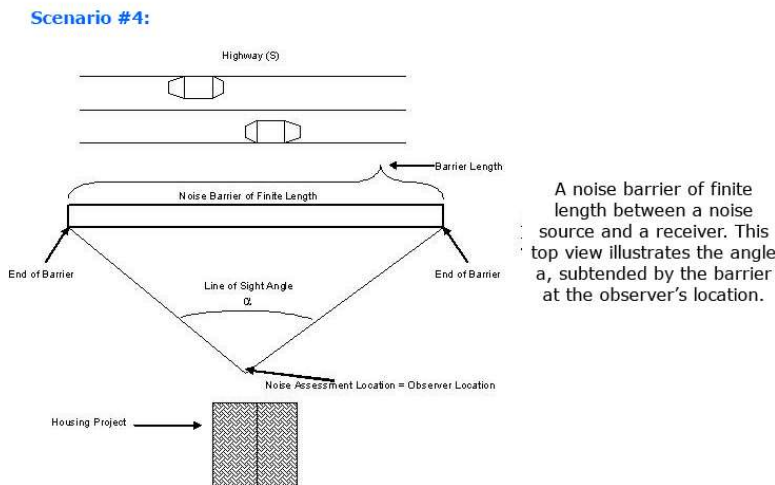 Scenario #4:
Highway (S)
Barrier Length
Noise Barrier of Finite Length
End of Barrier
End of Barrier
Line of Sight Angle
α
Noise Assessment Location = Observer Location
Housing Project
A noise barrier of finite
length between a noise
source and a receiver. This
top view illustrates the angle
a, subtended by the barrier
at the observer's location.